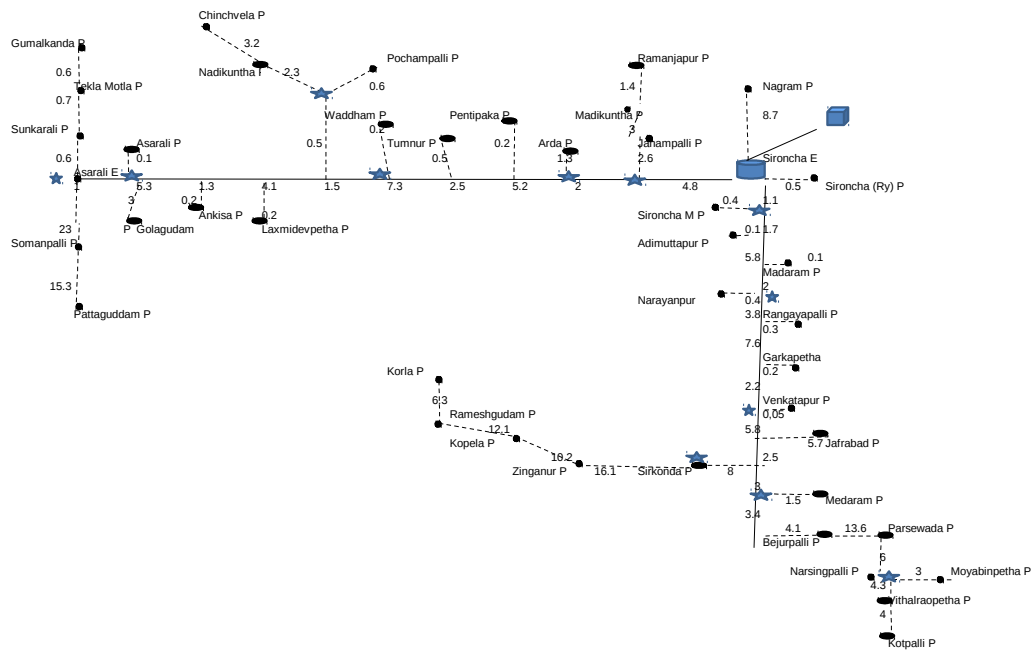 Chinchvela P
Gumalkanda P
3.2
Pochampalli P
Ramanjapur P
0.6
Nadikuntha
2.3
Tekla Motla P
0.6
1.4
Nagram P
0.7
Waddham P
Pentipaka P
Madikuntha P
8.7
Sunkarali P
0.2
3
Asarali P
0.5
Tumnur P
0.2
Arda P
Janampalli P
0.6
0.1
0.5
1.3
2.6
Sironcha E
Asarali E
1
6.3
1.3
4.1
1.5
7.3
2.5
5.2
2
4.8
0.5
Sironcha (Ry) P
3
0.2
0.4
1.1
Ankisa P
0.2
Sironcha M P
23
P Golagudam
Laxmidevpetha P
0.1
1.7
Somanpalli P
Adimuttapur P
5.8
0.1
Madaram P
15.3
2
Narayanpur
0.4
Pattaguddam P
3.8
Rangayapalli P
0.3
7.6
Garkapetha
Korla P
0.2
2.2
6.3
Venkatapur P
Rameshgudam P
0,05
12.1
5.8
Kopela P
5.7
Jafrabad P
10.2
2.5
Zinganur P
16.1
Sirkonda P
8
3
1.5
Medaram P
3.4
4.1
13.6
Parsewada P
Bejurpalli P
6
Narsingpalli P
3
Moyabinpetha P
4.3
Vithalraopetha P
4
Kotpalli P